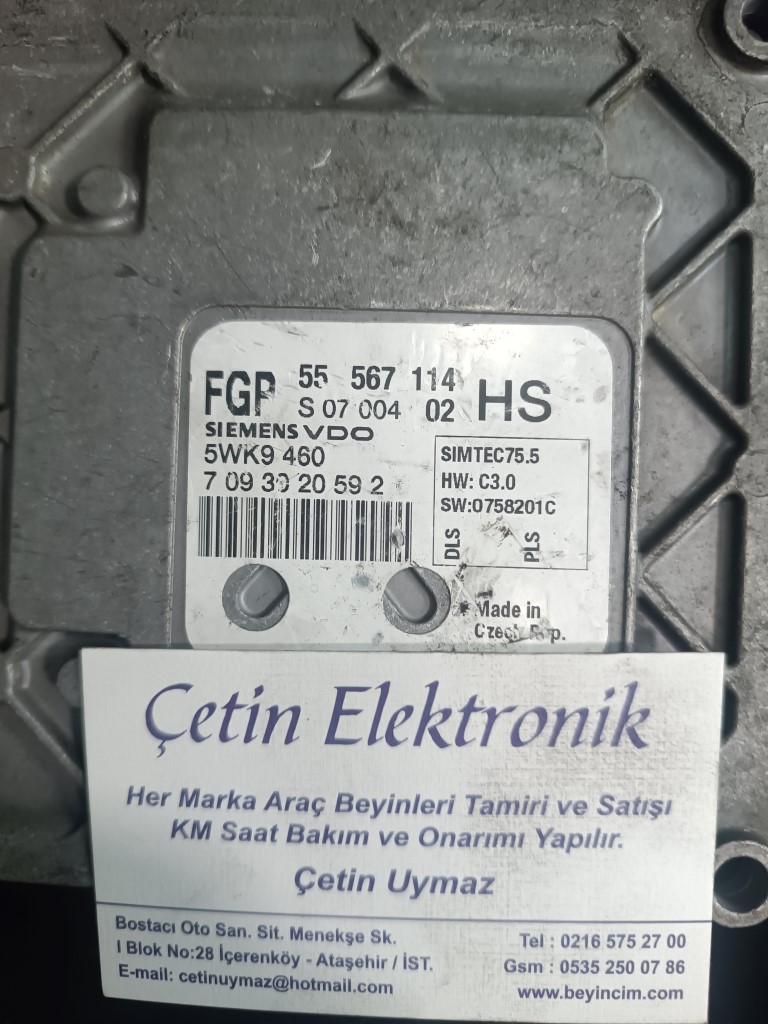 FGP 55 567 114 HS
S 07 004 02
SIEMENS VDO
5WK9 460
7 09 30 20 59 2
SIMTEC75.5
HW: C3.0
SW:0758201C
DLS PLS
Made in
Czech Rep.
Çetin Elektronik
Her Marka Araç Beyinleri Tamiri ve Satışı
KM Saat Bakım ve Onarımı Yapılır.
Çetin Uymaz
Bostacı Oto San. Sit. Menekşe Sk.
I Blok No:28 İçerenköy - Ataşehir / İST.
E-mail: cetinuymaz@hotmail.com
Tel : 0216 575 27 00
Gsm : 0535 250 07 86
www.beyincim.com